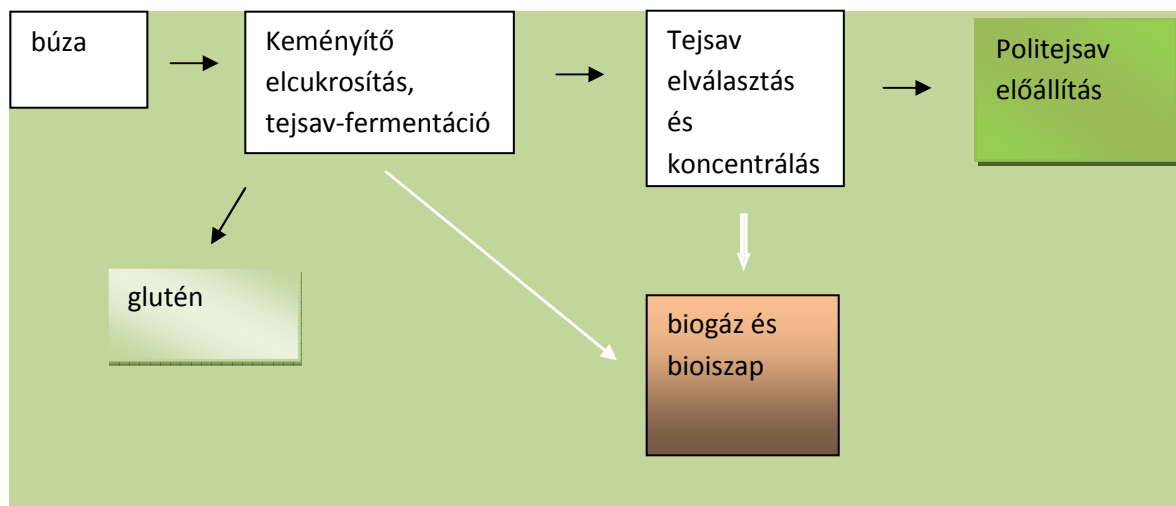 búza
Keményítő
elcukrosítás,
tejsav-fermentáció
Tejsav
elválasztás
és
koncentrálás
Politejsav
előállítás
glutén
biogáz és
bioiszap